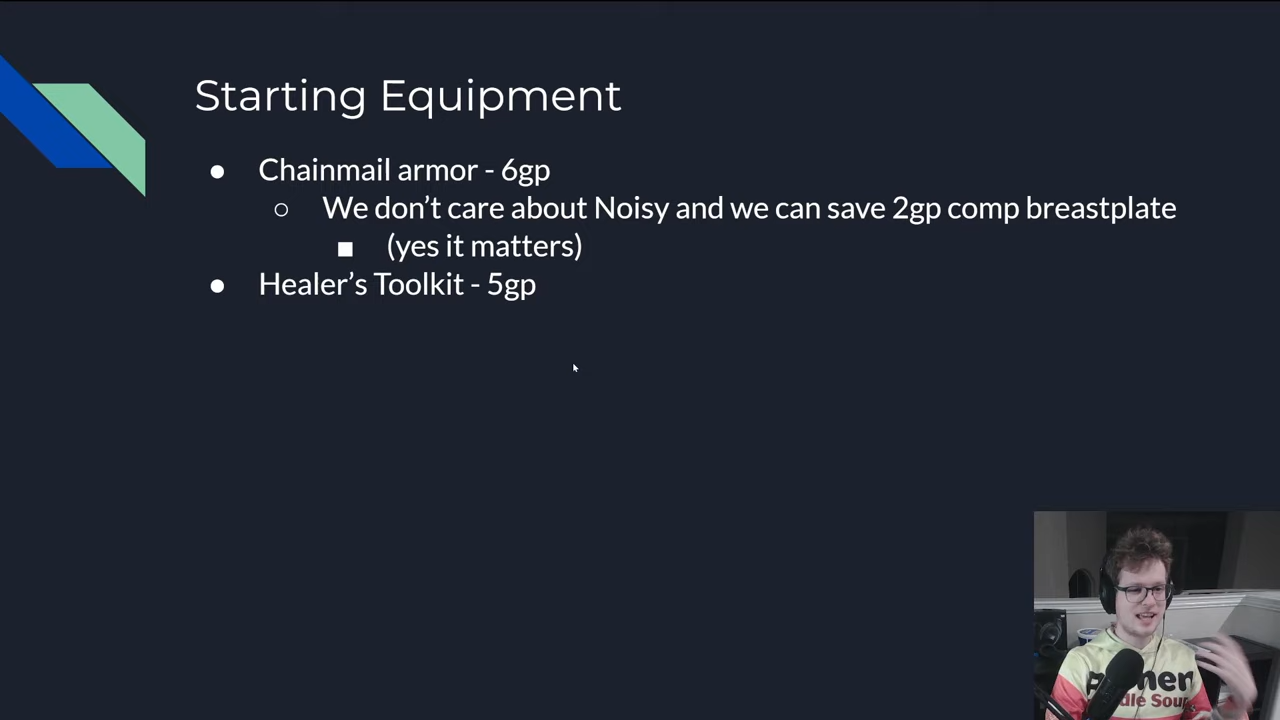 Starting Equipment
● Chainmail armor - 6gp
○ We don't care about Noisy and we can save 2gp comp breastplate
■ (yes it matters)
● Healer's Toolkit - 5gp